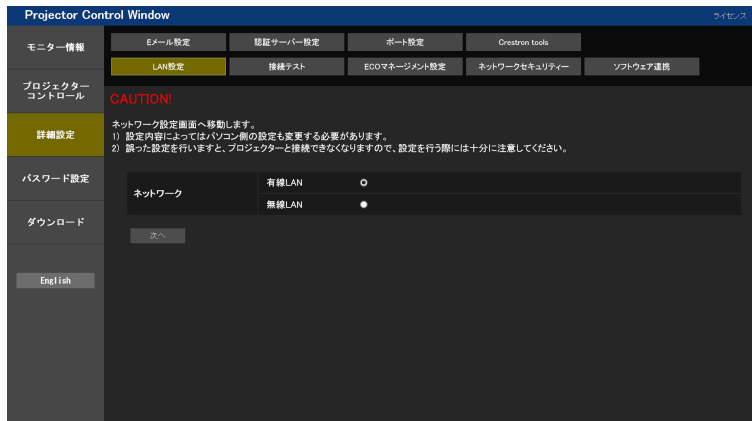 Projector Control Window
ライセンス
モニター情報
プロジェクター
コントロール
詳細設定
パスワード設定
ダウンロード
English
Eメール設定 認証サーバー設定 ポート設定 Crestron tools
LAN設定 接続テスト ECOマネージメント設定 ネットワークセキュリティー ソフトウェア連携
CAUTION!
ネットワーク設定画面へ移動します。
1) 設定内容によってはパソコン側の設定も変更する必要があります。
2) 誤った設定を行いますと、プロジェクターと接続できなくなりますので、設定を行う際には十分に注意してください。
ネットワーク
有線LAN
無線LAN
次へ